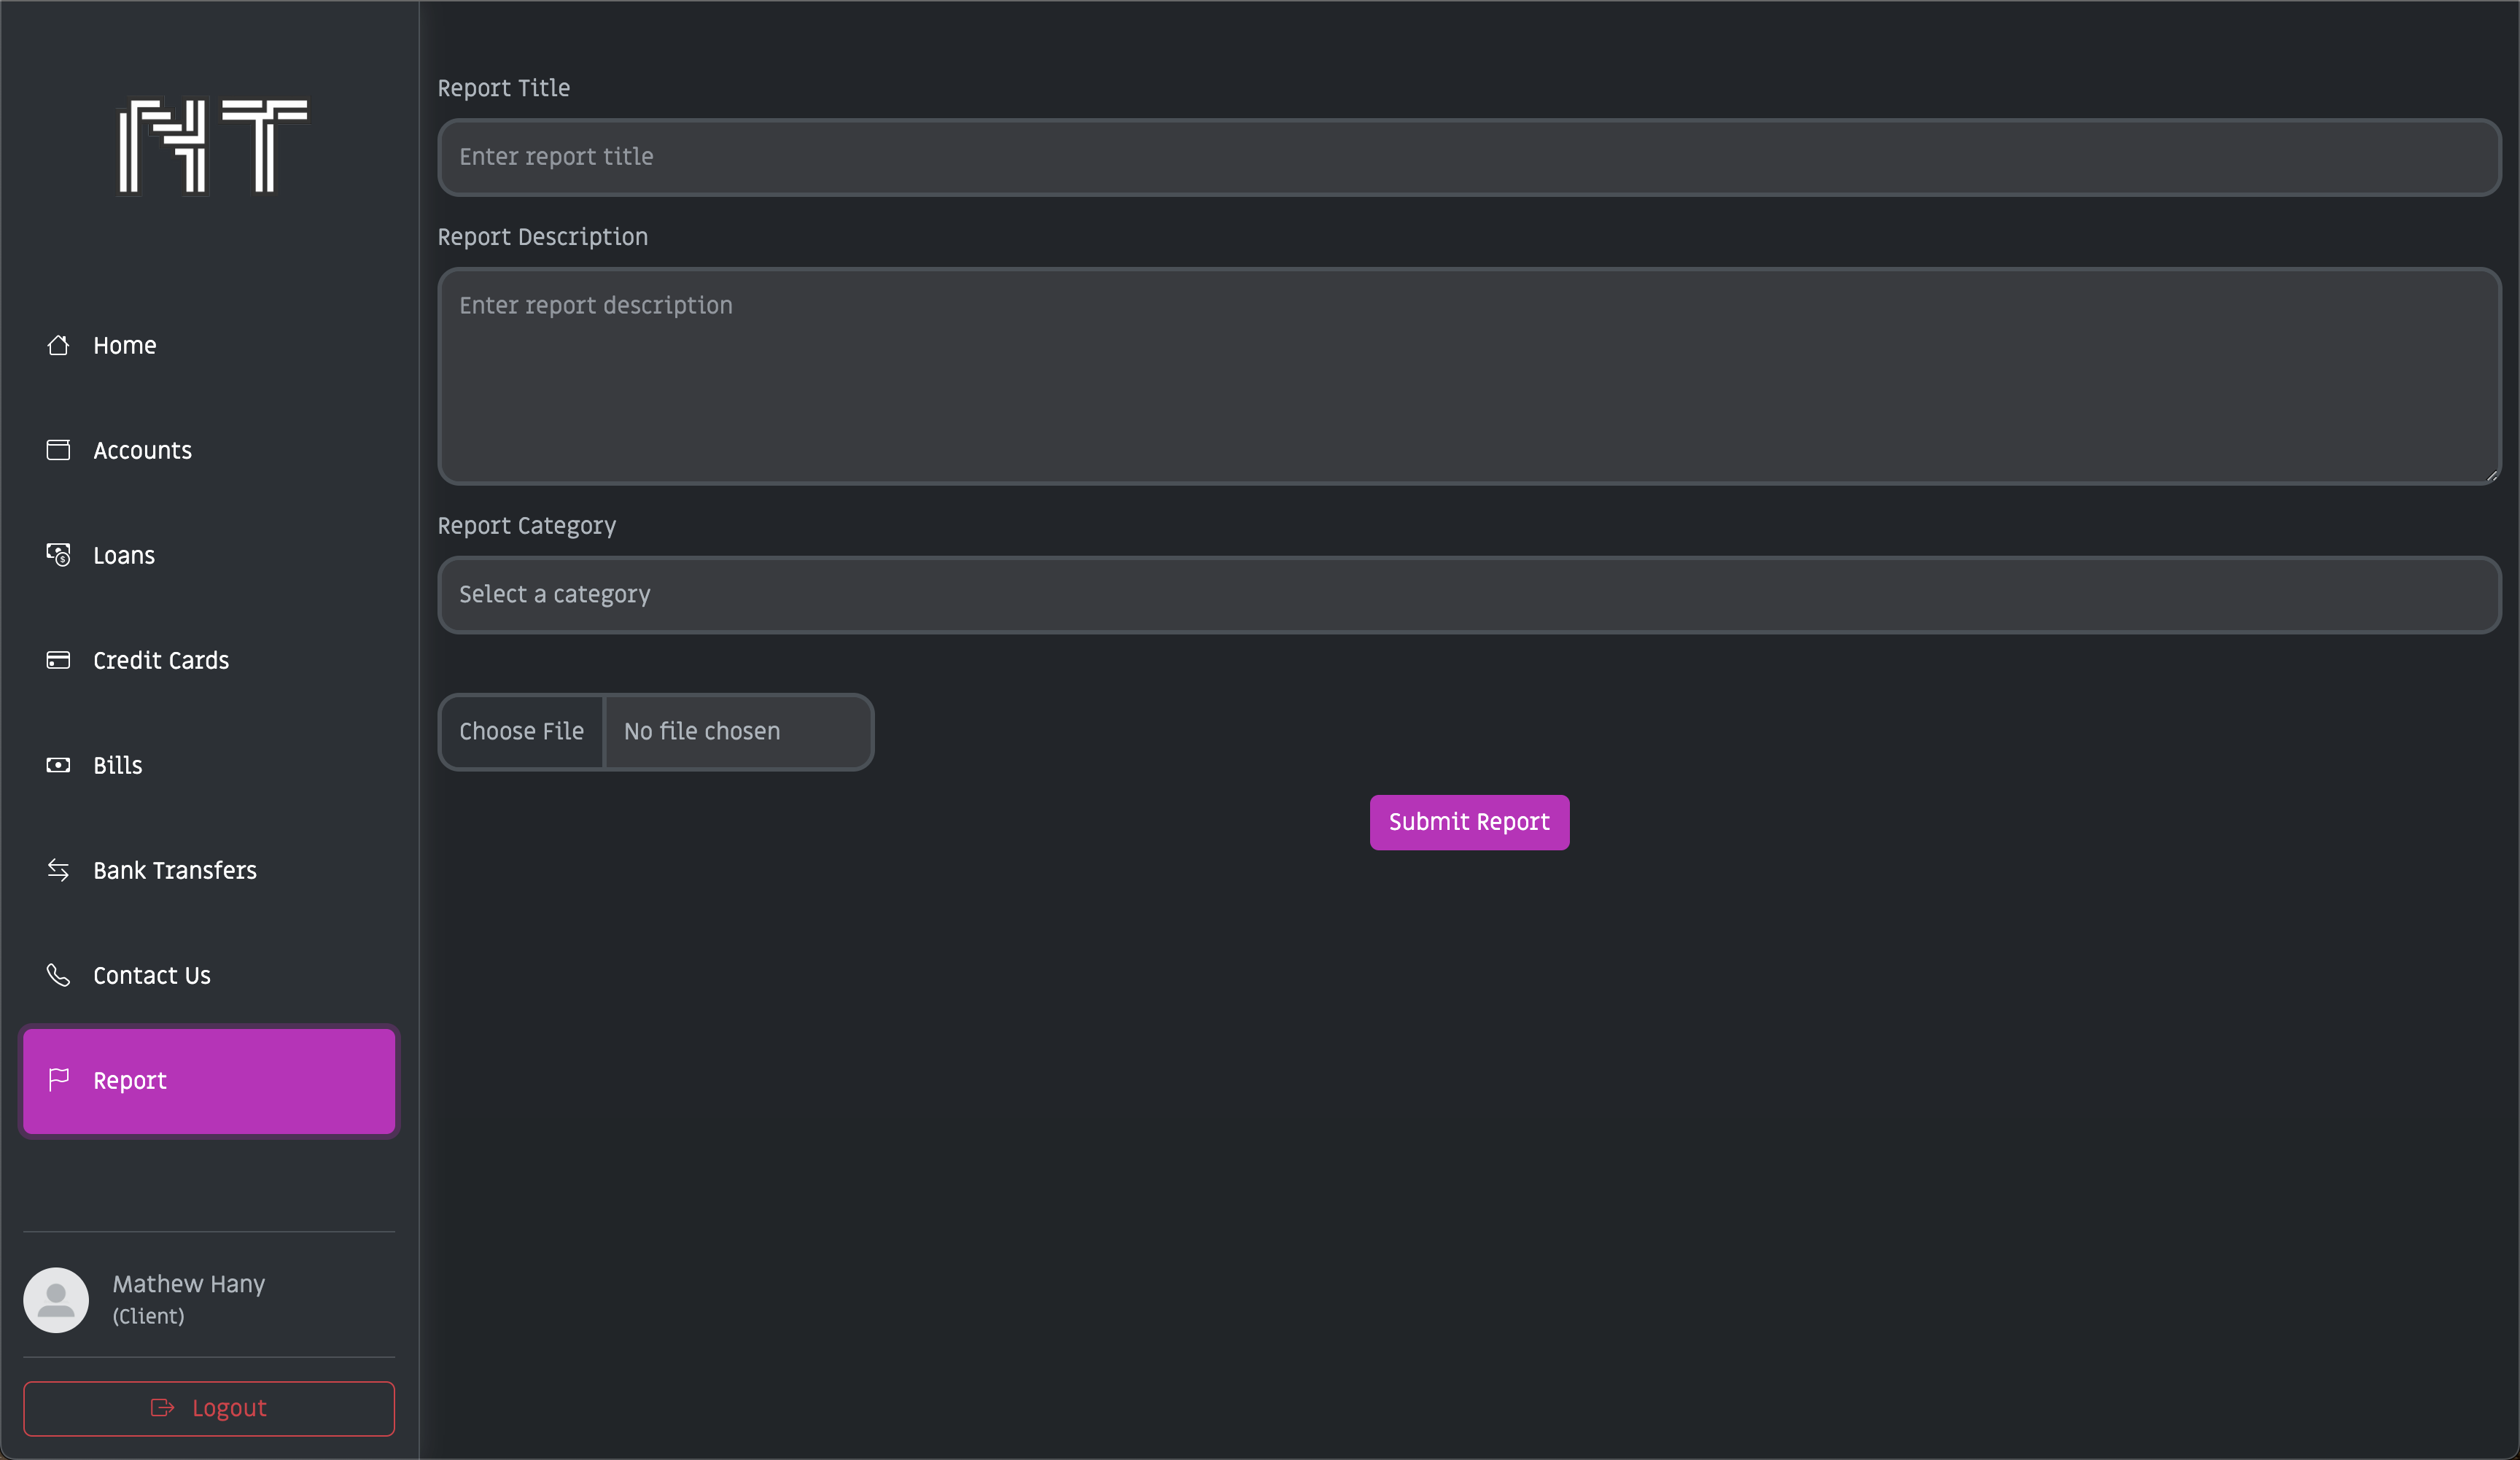 NT
Home
Accounts
Loans
Credit Cards
Bills
Bank Transfers
Contact Us
Report
Mathew Hany
(Client)
Logout
Report Title
Enter report title
Report Description
Enter report description
Report Category
Select a category
Choose File No file chosen
Submit Report